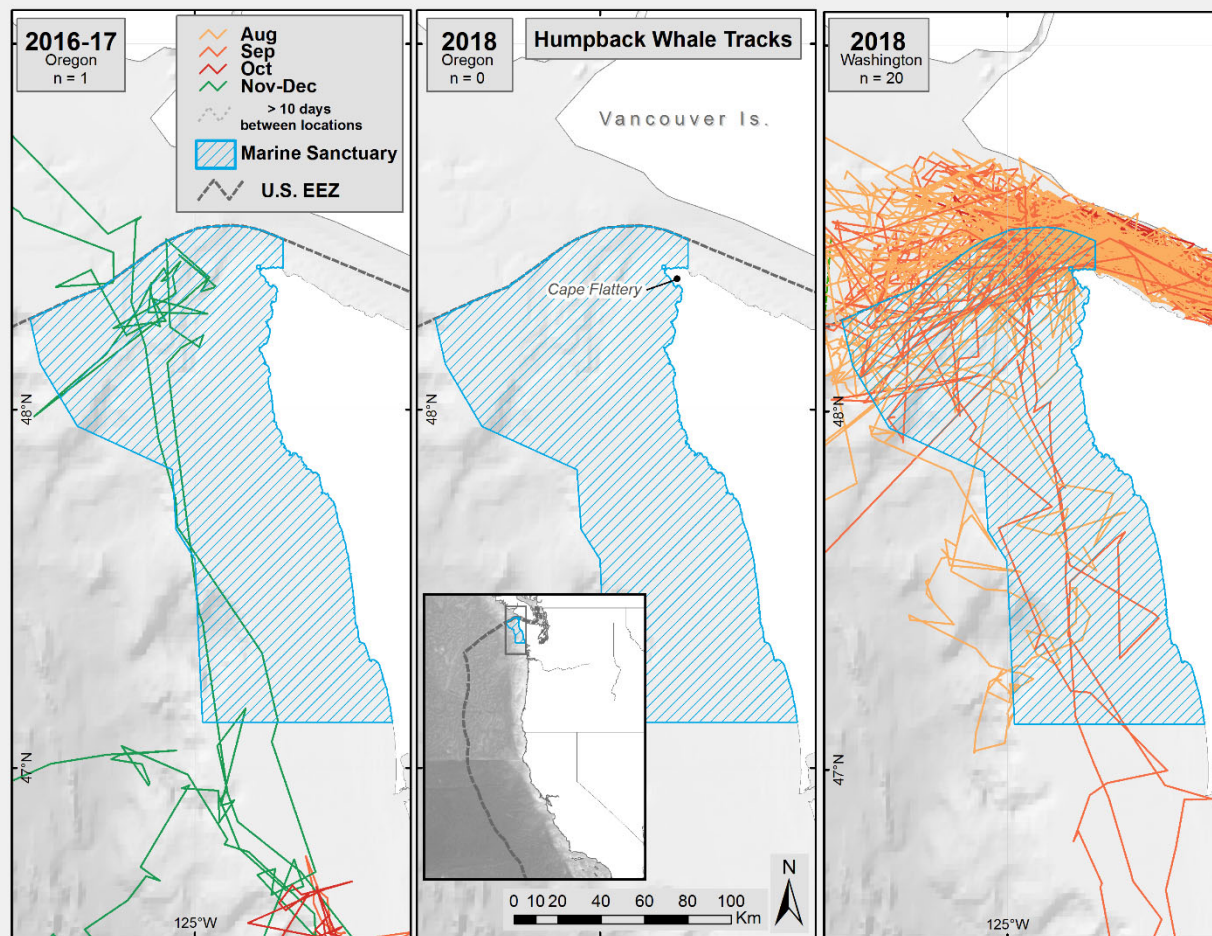 2016-17
Oregon
n = 1
Aug
Sep
Oct
Nov-Dec
> 10 days
between locations
Marine Sanctuary
U.S. EEZ
48°N
47°N
125°W
2018
Oregon
n = 0
Humpback Whale Tracks
Vancouver Is.
Cape Flattery
48°N
47°N
N
0 10 20 40 60 80 100
Km
2018
Washington
n = 20
48°N
47°N
125°W